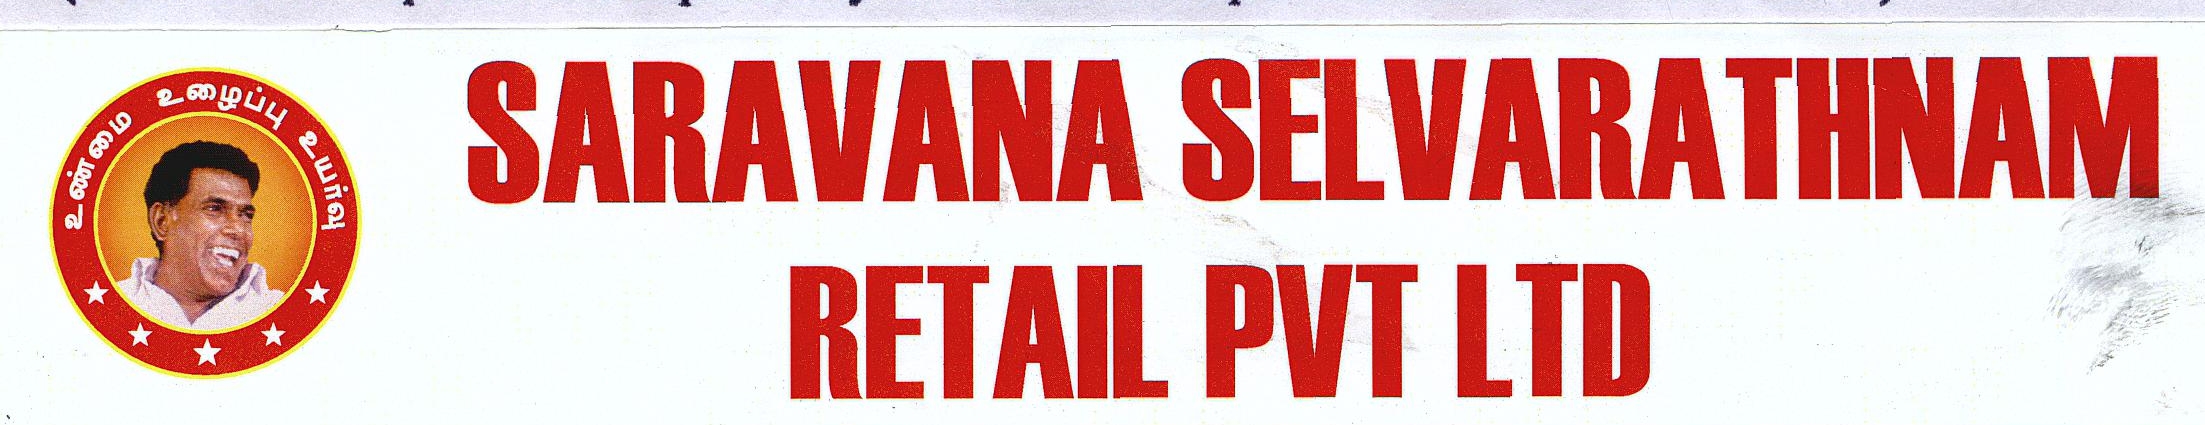 உண்மை உழைப்பு உயர்வு
SARAVANA SELVARATHNAM
RETAIL PVT LTD